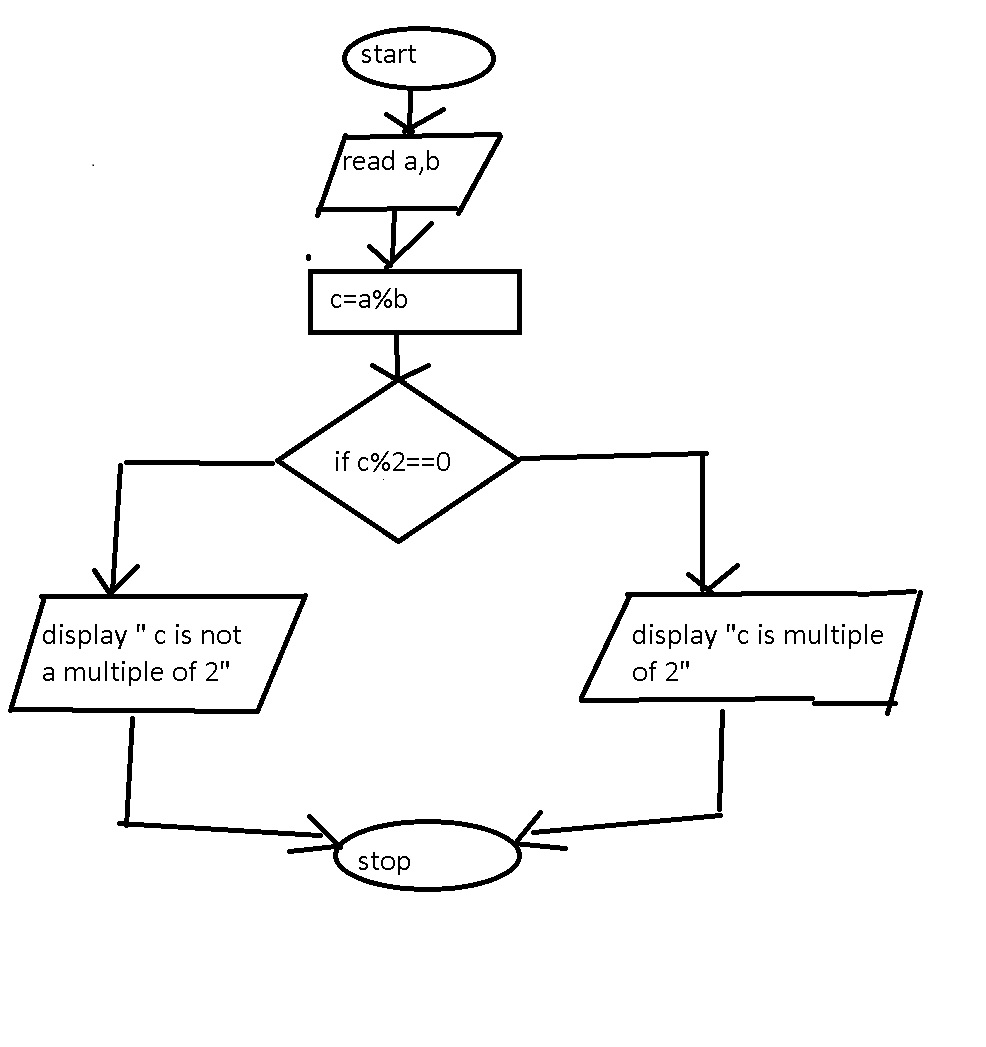 start
read a,b
c=a%b
if c%2==0
display " c is not
a multiple of 2"
display "c is multiple
of 2"
stop